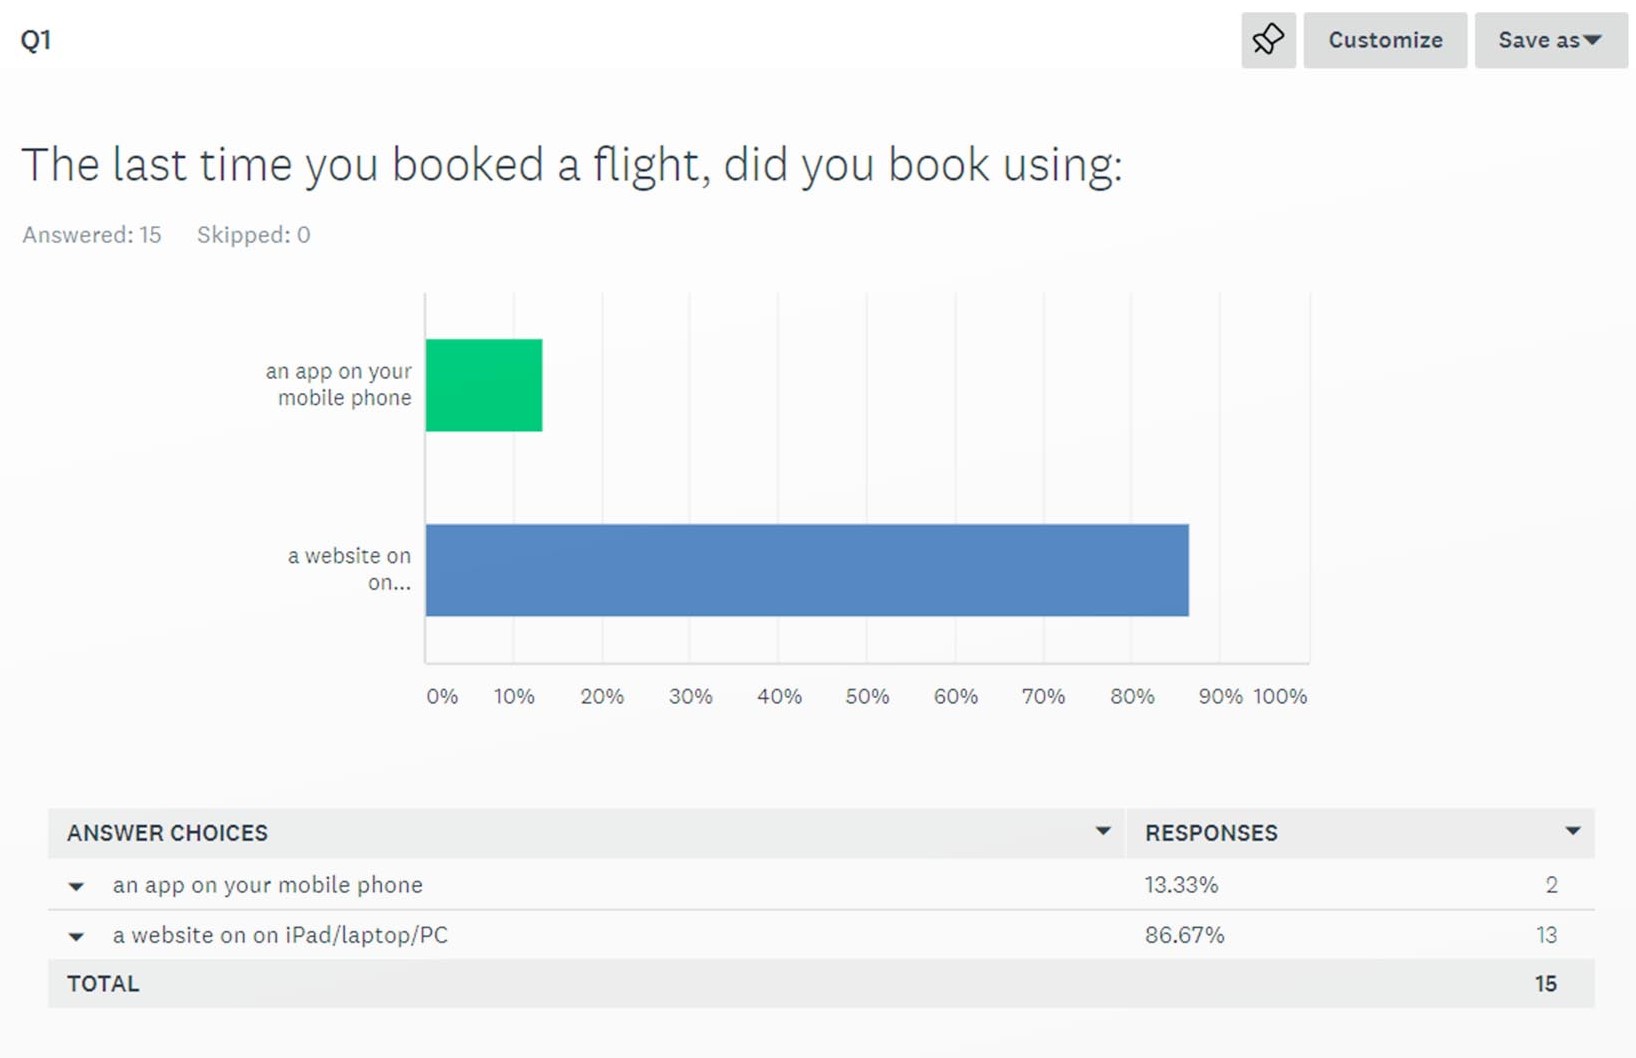 Q1
Customize
Save as
The last time you booked a flight, did you book using:
Answered: 15 Skipped: 0
an app on your
mobile phone
a website on
on...
0% 10% 20% 30% 40% 50% 60% 70% 80% 90% 100%
ANSWER CHOICES RESPONSES
an app on your mobile phone 13.33% 2
a website on on iPad/laptop/PC 86.67% 13
TOTAL 15